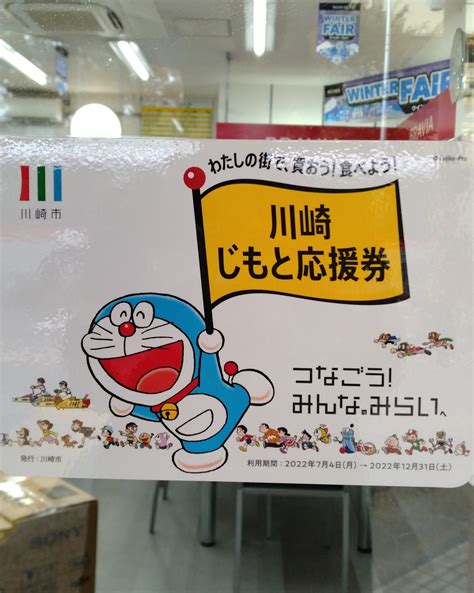 WINTER
FAIR
WINTER FAIR
BRAVIA
わたしの街で、買おう!食べよう!
川崎市
川崎
じもと応援券
つなごう!
みんな。みらいへ
発行:川崎市
利用期間:2022年7月4日(月)→2022年12月31日(土)
SONY